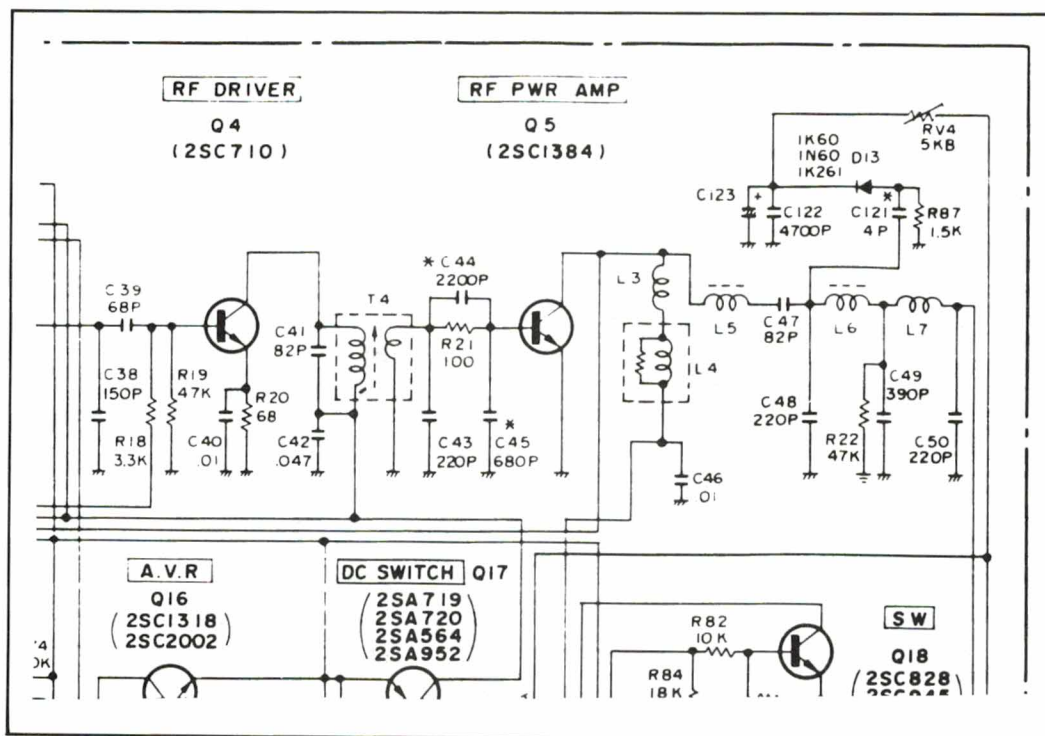 RF DRIVER
Q4
(2SC710)
RF PWR AMP
Q5
(2SC1384)
RV4
5KB
1K60
1N60
1K261
D13
C123
+
C122
4700P
*
C121
4P
R87
1.5K
C39
68P
* C44
2200P
T4
R21
100
C41
82P
L3
L4
L5
C47
82P
L6
L7
C38
150P
R19
47K
R18
3.3K
C40
.01
R20
68
C42
.047
C43
220P
*
C45
680P
C46
.01
C48
220P
R22
47K
C49
390P
C50
220P
A.V.R
Q16
(2SC1318
2SC2002)
DC SWITCH Q17
(2SA719
2SA720
2SA564
2SA952)
R82
10K
R84
18K
SW
Q18
(2SC828